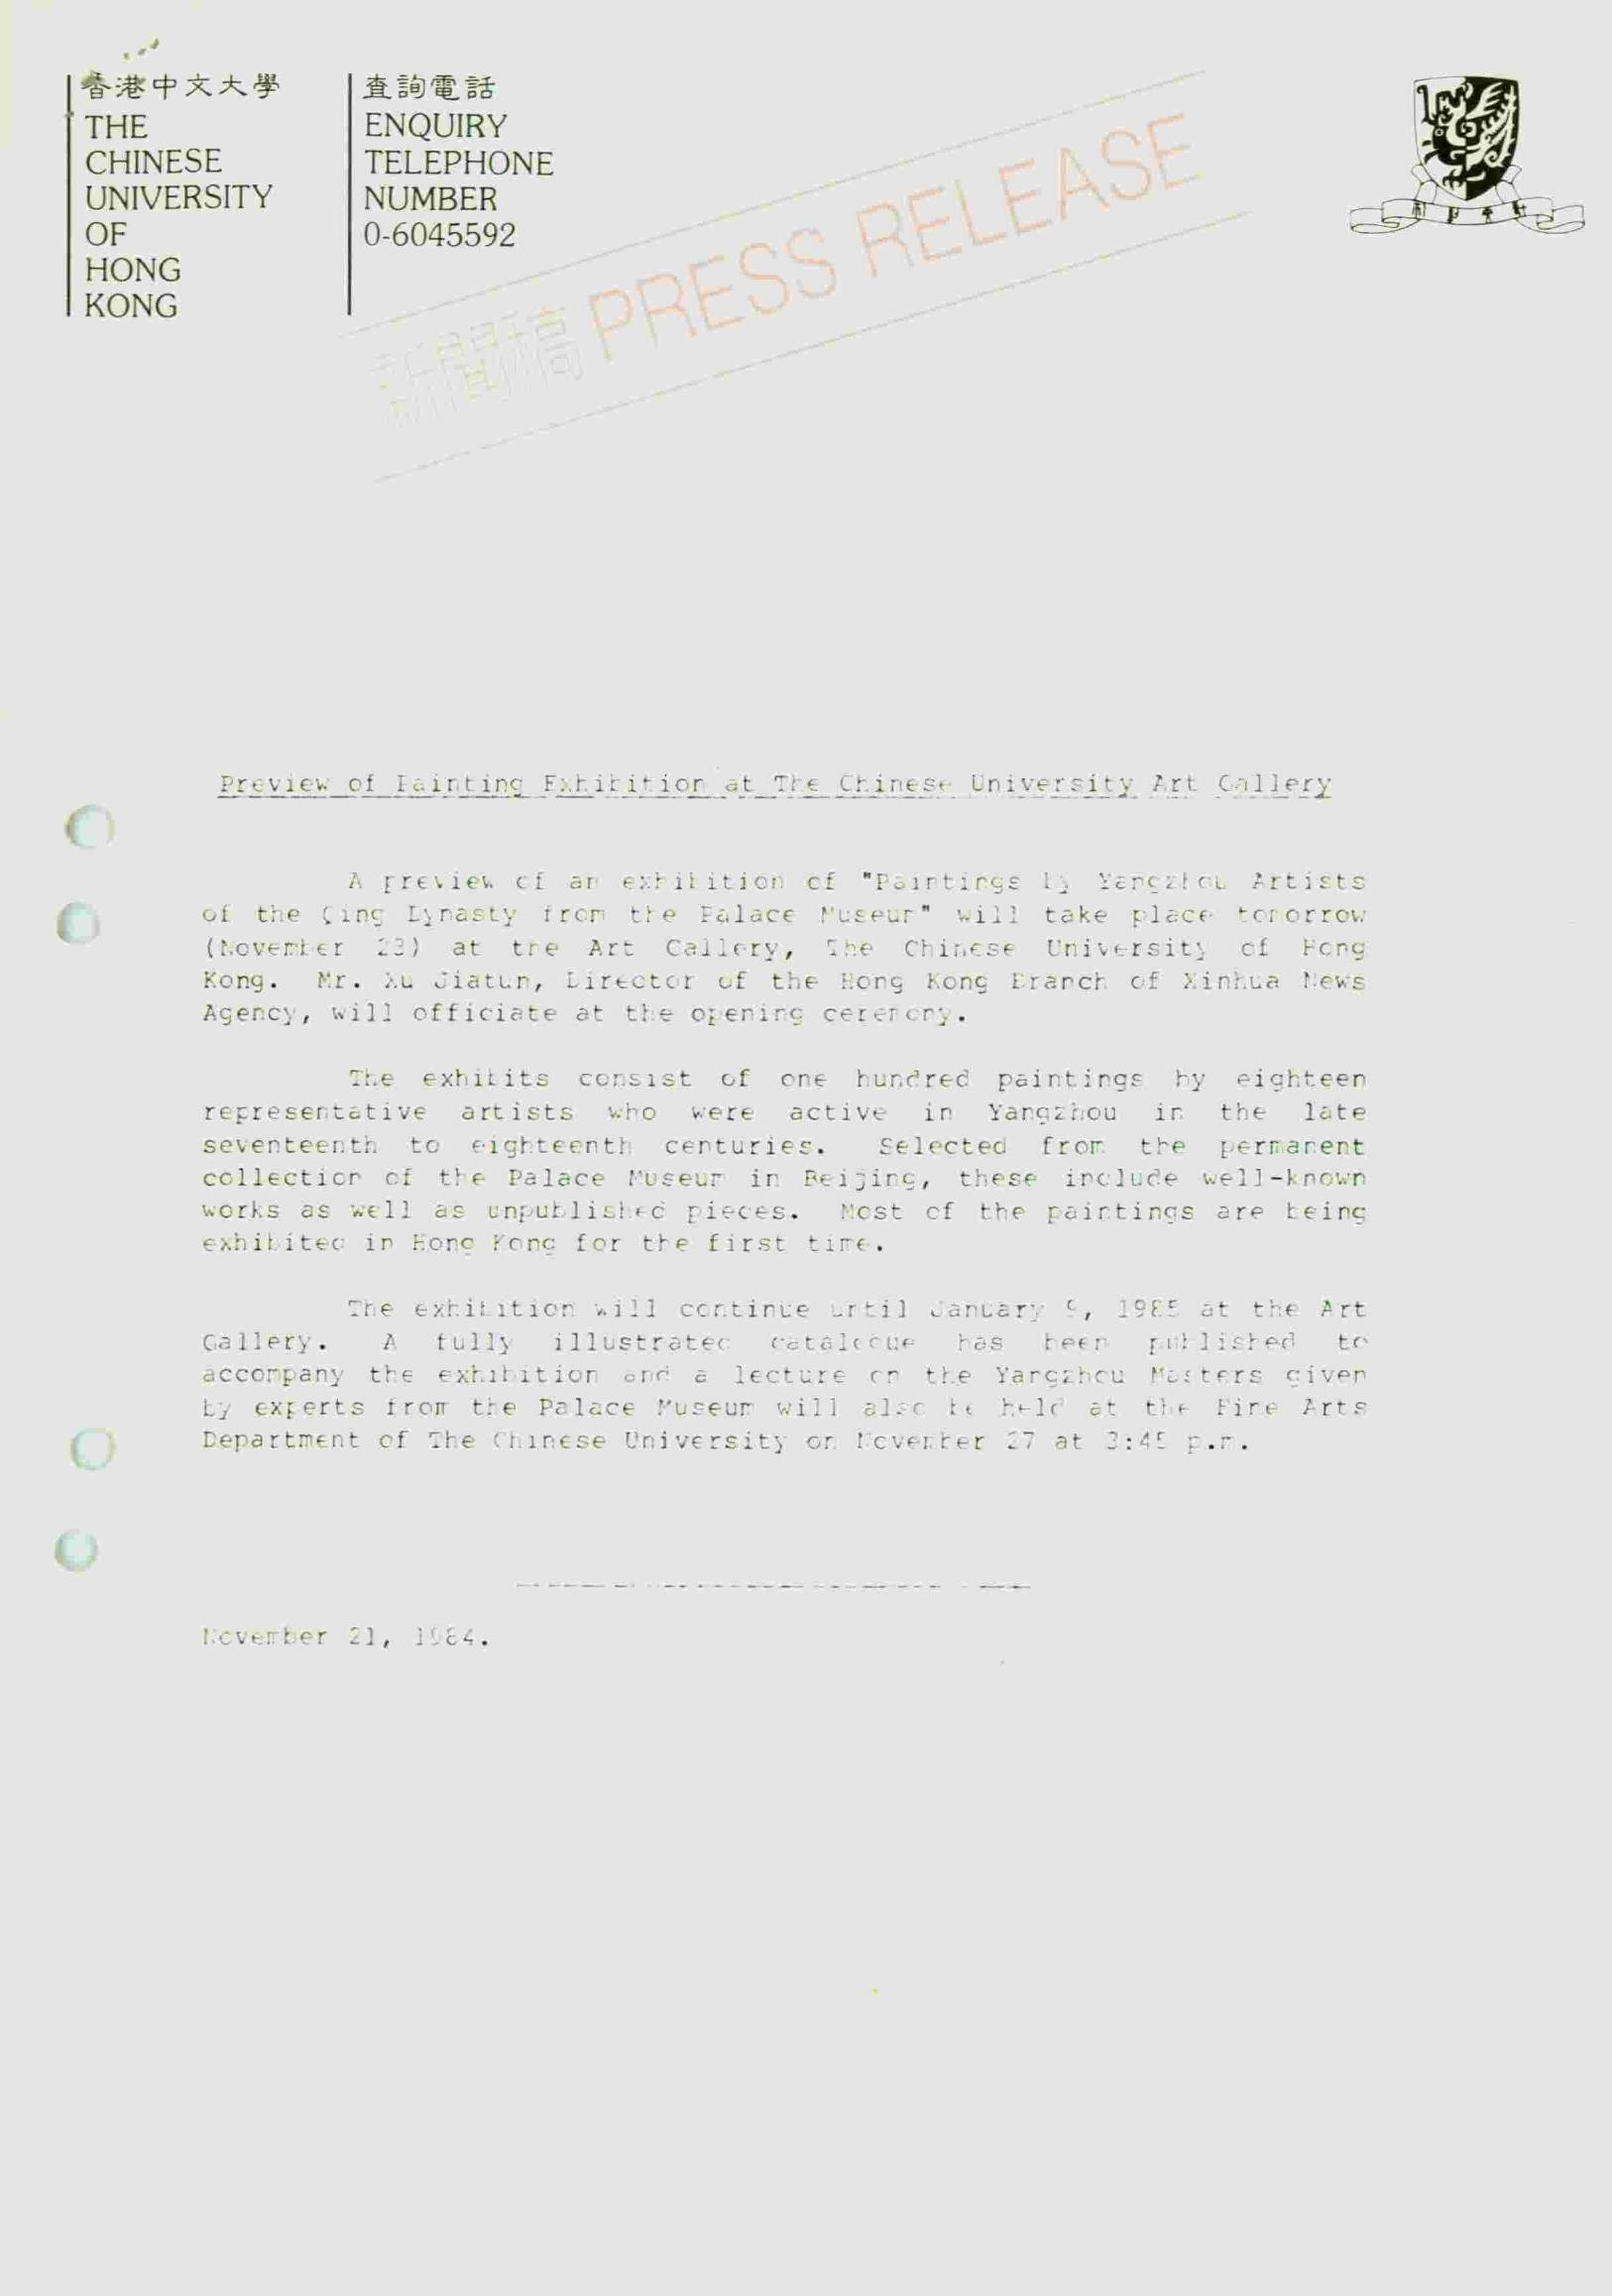 香港中文大學
THE
CHINESE
UNIVERSITY
OF
HONG
KONG
查詢電話
ENQUIRY
TELEPHONE
NUMBER
0-6045592
新聞稿 PRESS RELEASE
Preview of Painting Exhibition at The Chinese University Art Gallery
A preview of an exhibition of "Paintings by Yangzhou Artists
of the Qing Dynasty from the Palace Museum" will take place tomorrow
(November 23) at the Art Gallery, The Chinese University of Hong
Kong. Mr. Xu Jiatun, Director of the Hong Kong Branch of Xinhua News
Agency, will officiate at the opening ceremony.
The exhibits consist of one hundred paintings by eighteen
representative artists who were active in Yangzhou in the late
seventeenth to eighteenth centuries. Selected from the permanent
collection of the Palace Museum in Beijing, these include well-known
works as well as unpublished pieces. Most of the paintings are being
exhibited in Hong Kong for the first time.
The exhibition will continue until January 9, 1985 at the Art
Gallery. A fully illustrated catalogue has been published to
accompany the exhibition and a lecture on the Yangzhou Masters given
by experts from the Palace Museum will also be held at the Fine Arts
Department of The Chinese University on November 27 at 3:45 p.m.
November 21, 1984.